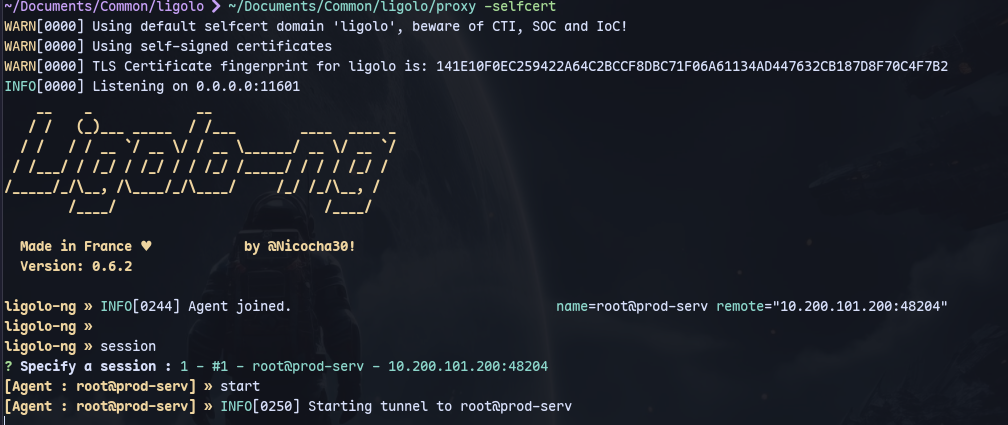 ~/Documents/Common/ligolo ❯ ~/Documents/Common/ligolo/proxy -selfcert
WARN[0000] Using default selfcert domain 'ligolo', beware of CTI, SOC and IoC!
WARN[0000] Using self-signed certificates
WARN[0000] TLS Certificate fingerprint for ligolo is: 141E10F0EC259422A64C2BCCF8DBC71F06A61134AD447632CB187D8F70C4F7B2
INFO[0000] Listening on 0.0.0.0:11601
Ligolo-ng
Made in France ♥ by @Nicocha30!
Version: 0.6.2
ligolo-ng » INFO[0244] Agent joined. name=root@prod-serv remote="10.200.101.200:48204"
ligolo-ng »
ligolo-ng » session
? Specify a session : 1 - #1 - root@prod-serv - 10.200.101.200:48204
[Agent : root@prod-serv] » start
[Agent : root@prod-serv] » INFO[0250] Starting tunnel to root@prod-serv